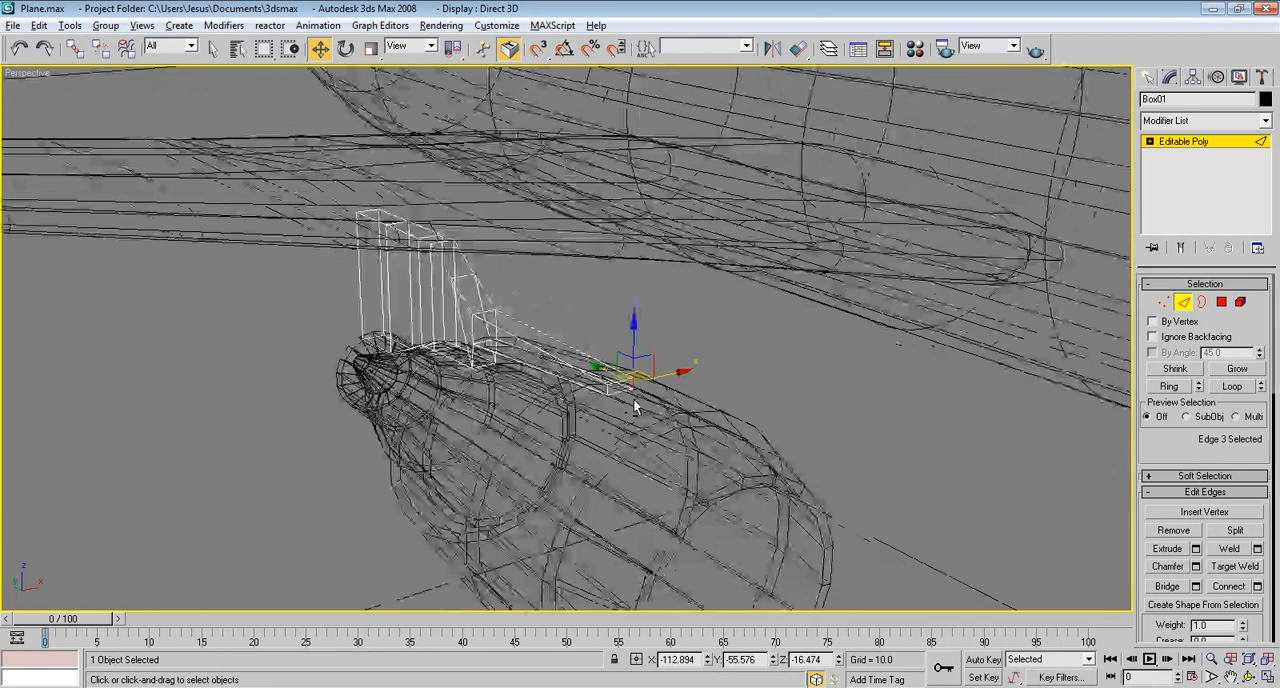 Plane.max - Project Folder: C:\Users\Jesus\Documents\3dsmax - Autodesk 3ds Max 2008 - Display : Direct 3D
File Edit Tools Group Views Create Modifiers reactor Animation Graph Editors Rendering Customize MAXScript Help
All View View
Perspective
Box01
Modifier List
Editable Poly
- Selection
By Vertex
Ignore Backfacing
By Angle: 45.0
Shrink Grow
Ring Loop
Preview Selection
Off SubObj Multi
Edge 3 Selected
+ Soft Selection
- Edit Edges
Insert Vertex
Remove Split
Extrude Weld
Chamfer Target Weld
Bridge Connect
Create Shape From Selection
Weight: 1.0
z
x
x
0 / 100
0 5 10 15 20 25 30 35 40 45 50 55 60 65 70 75 80 85 90 95 100
1 Object Selected X: -112.894 Y: -55.576 Z: -16.474 Grid = 10.0 Auto Key Selected
Click or click-and-drag to select objects Add Time Tag Set Key Key Filters... 0